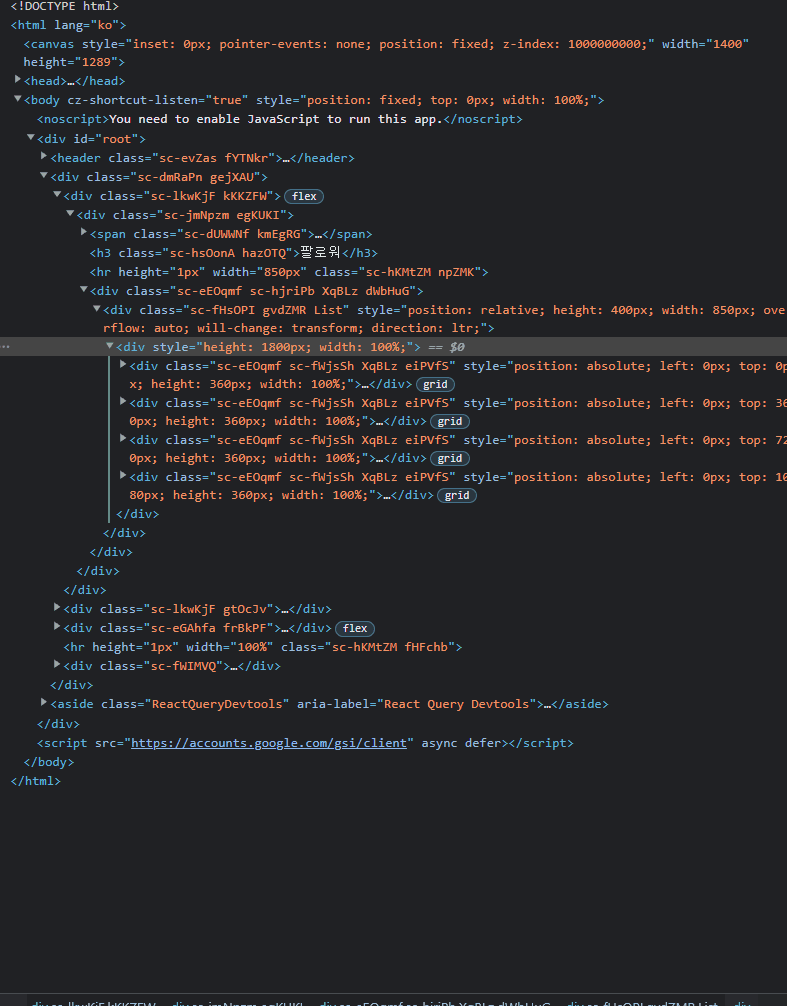 <!DOCTYPE html>
<html lang="ko">
<canvas style="inset: 0px; pointer-events: none; position: fixed; z-index: 1000000000;" width="1400"
height="1289">
<head>…</head>
<body cz-shortcut-listen="true" style="position: fixed; top: 0px; width: 100%;">
<noscript>You need to enable JavaScript to run this app.</noscript>
<div id="root">
<header class="sc-evZas fYTNkr">…</header>
<div class="sc-dmRaPn gejXAU">
<div class="sc-lkwKjF kKKZFW"> flex
<div class="sc-jmNpzm egKUKI">
<span class="sc-dUWWNf kmEgRG">…</span>
<h3 class="sc-hsOonA hazOTQ">팔로워</h3>
<hr height="1px" width="850px" class="sc-hKMtZM npZMK">
<div class="sc-eEOqmf sc-hjriPb XqBLz dWbHuG">
<div class="sc-fHsOPI gvdZMR List" style="position: relative; height: 400px; width: 850px; ove
rflow: auto; will-change: transform; direction: ltr;">
… <div style="height: 1800px; width: 100%;"> == $0
<div class="sc-eEOqmf sc-fWjsSh XqBLz eiPVfS" style="position: absolute; left: 0px; top: 0p
x; height: 360px; width: 100%;">…</div> grid
<div class="sc-eEOqmf sc-fWjsSh XqBLz eiPVfS" style="position: absolute; left: 0px; top: 36
0px; height: 360px; width: 100%;">…</div> grid
<div class="sc-eEOqmf sc-fWjsSh XqBLz eiPVfS" style="position: absolute; left: 0px; top: 72
0px; height: 360px; width: 100%;">…</div> grid
<div class="sc-eEOqmf sc-fWjsSh XqBLz eiPVfS" style="position: absolute; left: 0px; top: 10
80px; height: 360px; width: 100%;">…</div> grid
</div>
</div>
</div>
</div>
</div>
<div class="sc-lkwKjF gtOcJv">…</div>
<div class="sc-eGAhfa frBkPF">…</div> flex
<hr height="1px" width="100%" class="sc-hKMtZM fHFchb">
<div class="sc-fWIMVQ">…</div>
</div>
<aside class="ReactQueryDevtools" aria-label="React Query Devtools">…</aside>
</div>
<script src="https://accounts.google.com/gsi/client" async defer></script>
</body>
</html>